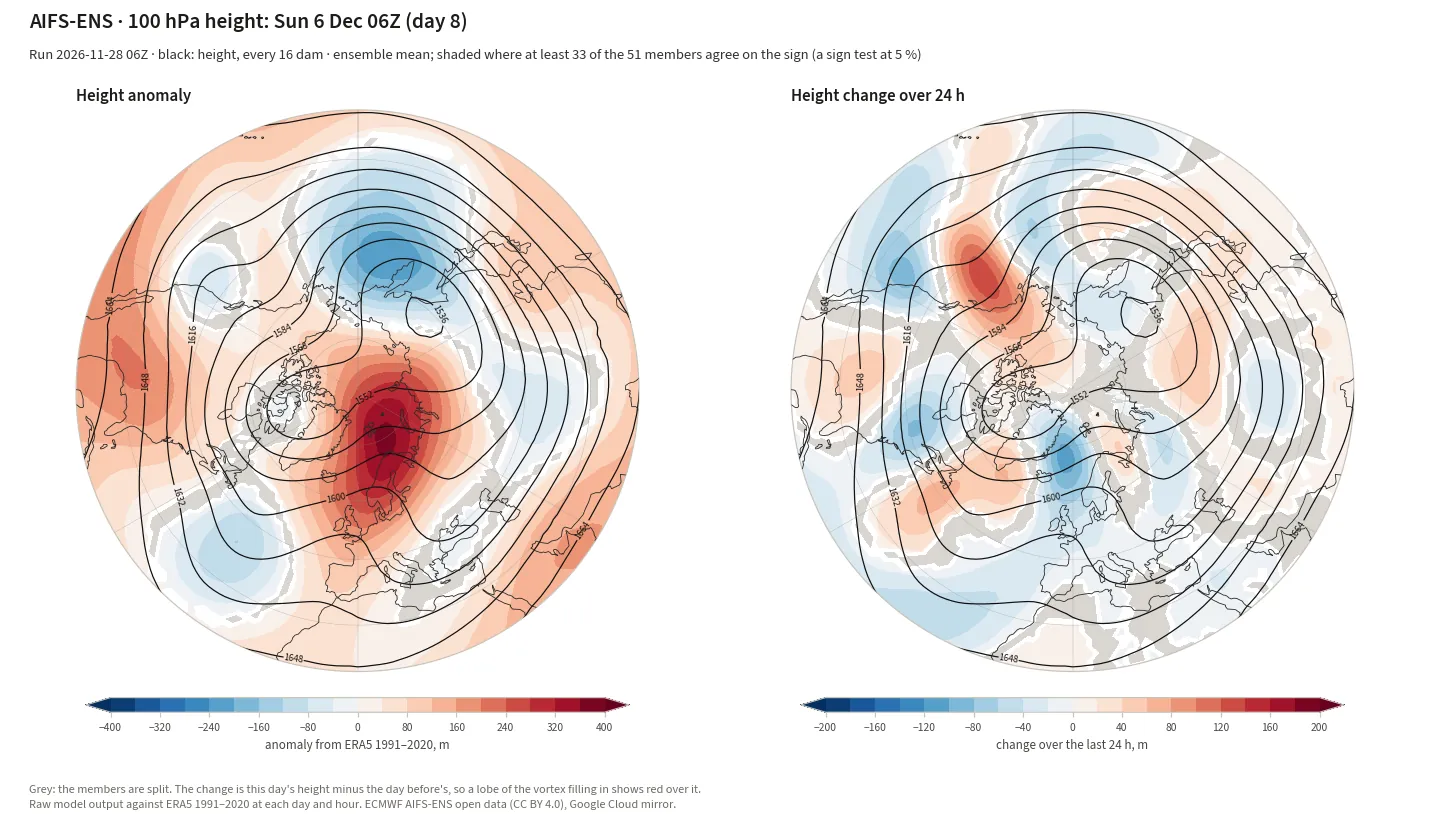 AIFS-ENS · 100 hPa height: Sun 6 Dec 06Z (day 8)
Run 2026-11-28 06Z · black: height, every 16 dam · ensemble mean; shaded where at least 33 of the 51 members agree on the sign (a sign test at 5 %)
Height anomaly
Height change over 24 h
1664
1616
1584
1568
1536
1648
1552
1632
1600
1664
1648
1664
1616
1584
1568
1536
1648
1552
1632
1600
1664
1648
−400 −320 −240 −160 −80 0 80 160 240 320 400
anomaly from ERA5 1991–2020, m
−200 −160 −120 −80 −40 0 40 80 120 160 200
change over the last 24 h, m
Grey: the members are split. The change is this day's height minus the day before's, so a lobe of the vortex filling in shows red over it.
Raw model output against ERA5 1991–2020 at each day and hour. ECMWF AIFS-ENS open data (CC BY 4.0), Google Cloud mirror.